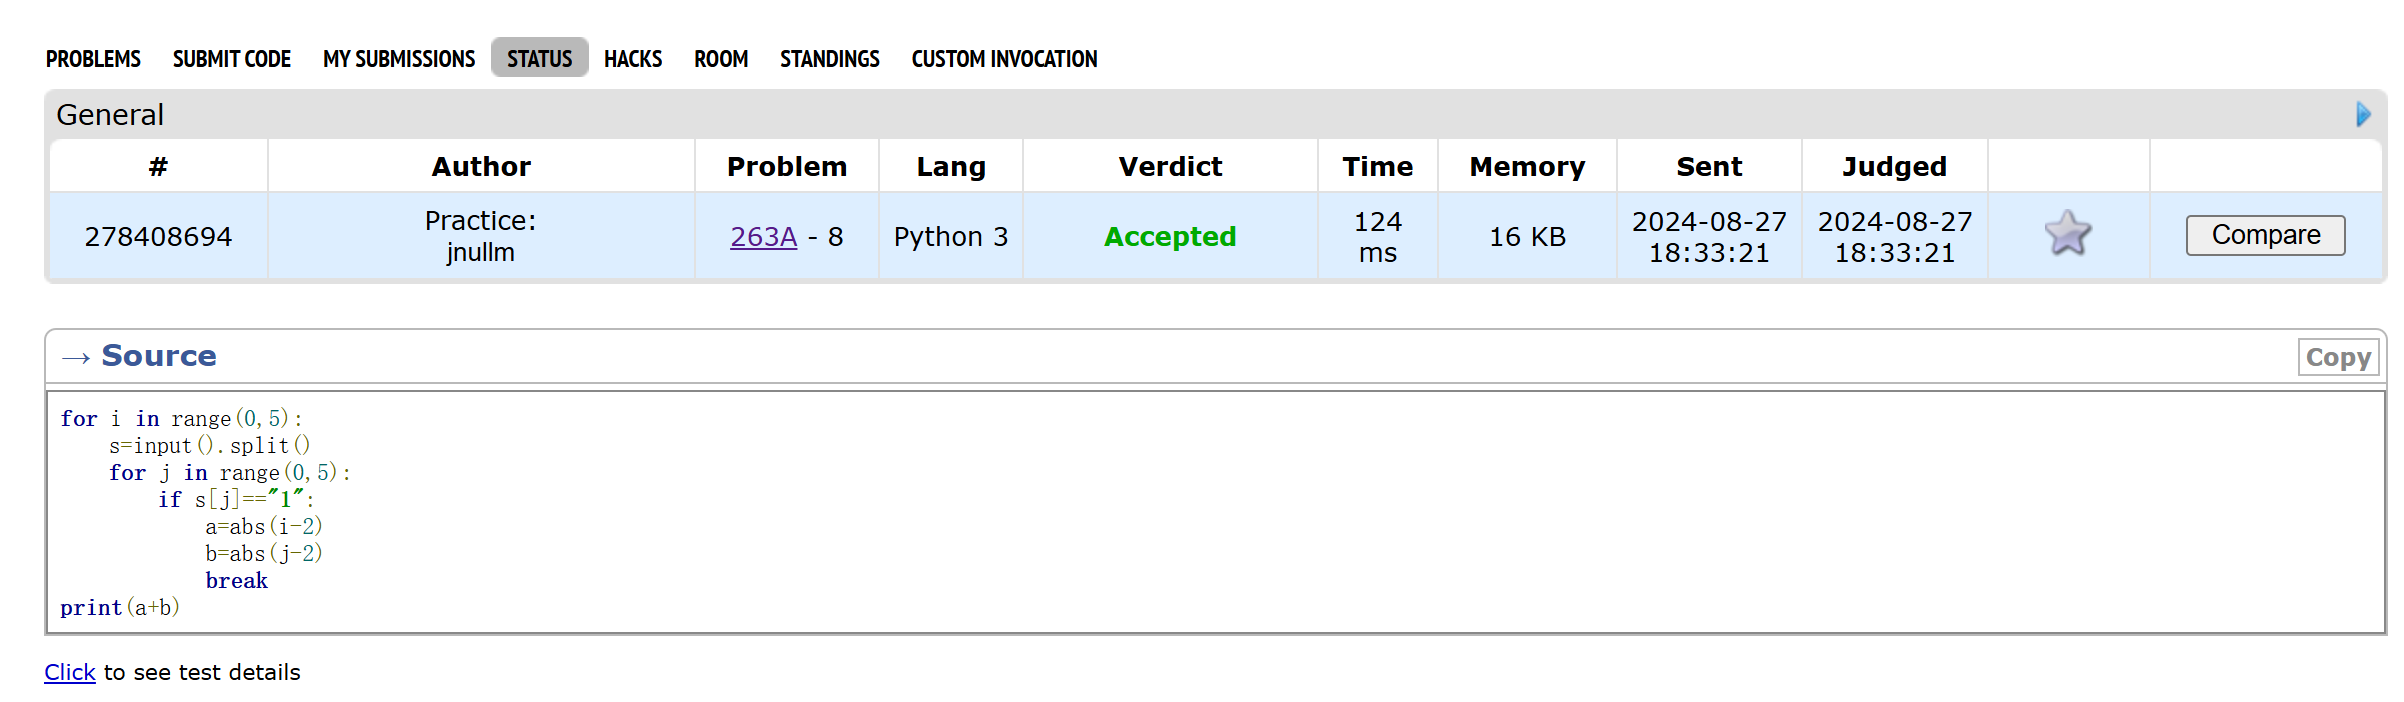 PROBLEMS SUBMIT CODE MY SUBMISSIONS STATUS HACKS ROOM STANDINGS CUSTOM INVOCATION
General
# Author Problem Lang Verdict Time Memory Sent Judged
278408694 Practice: jnullm 263A - 8 Python 3 Accepted 124 ms 16 KB 2024-08-27 18:33:21 2024-08-27 18:33:21 Compare
→ Source Copy
for i in range(0,5):
    s=input().split()
    for j in range(0,5):
        if s[j]=="1":
            a=abs(i-2)
            b=abs(j-2)
            break
print(a+b)
Click to see test details